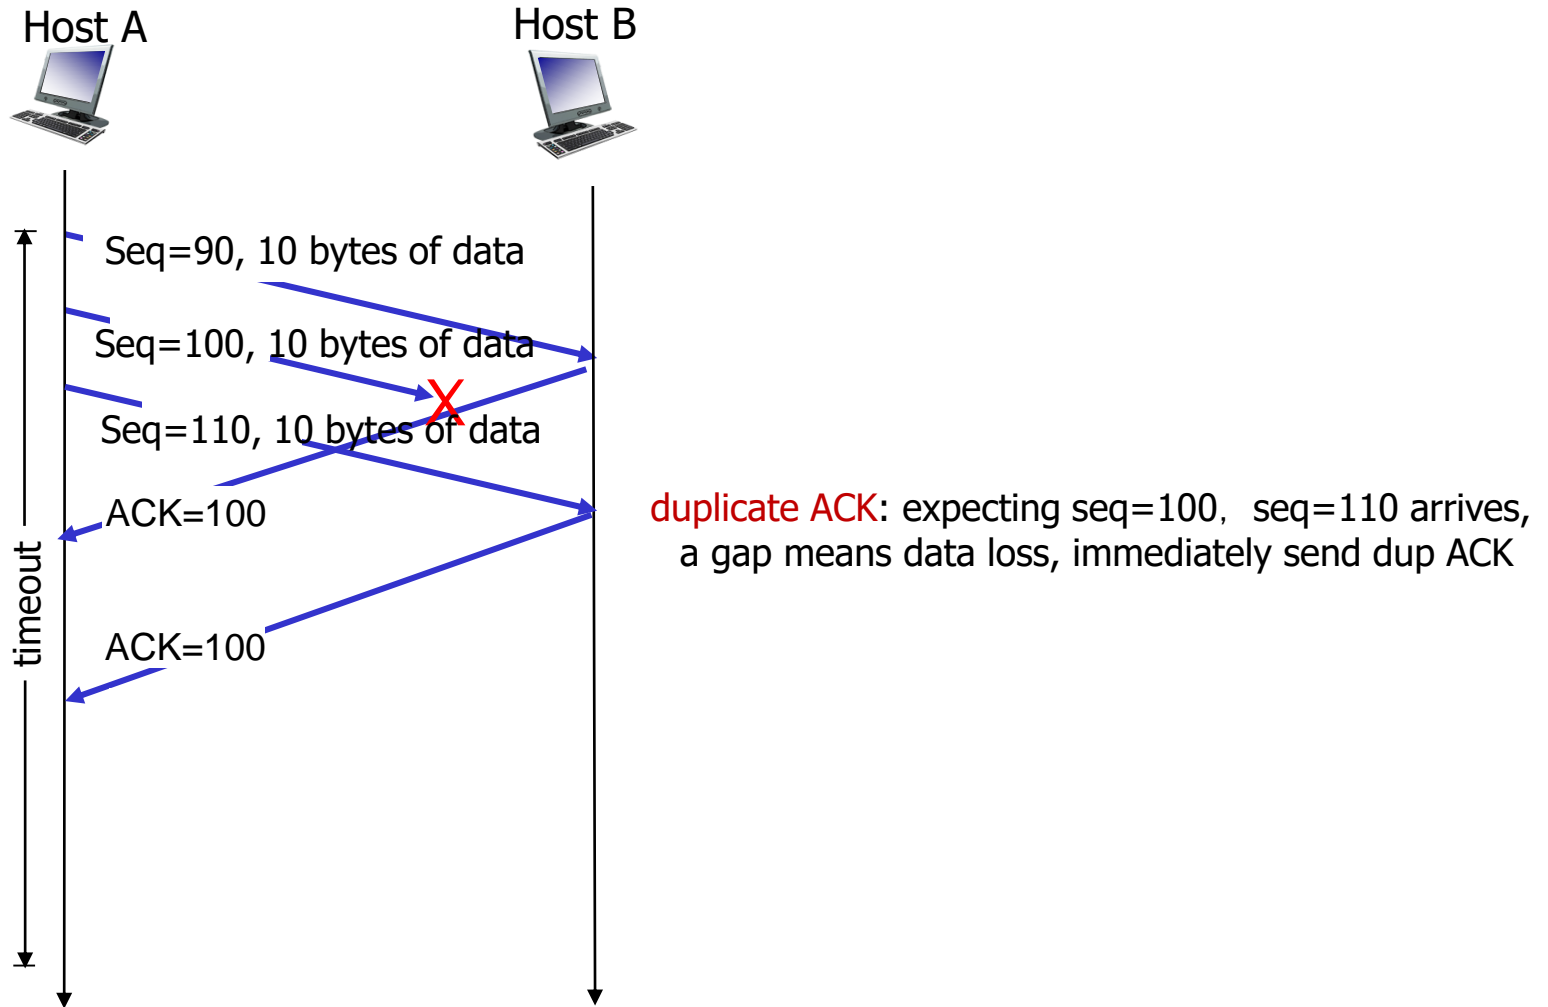 Host A
Host B
Seq=90, 10 bytes of data
Seq=100, 10 bytes of data
X
Seq=110, 10 bytes of data
ACK=100
duplicate ACK: expecting seq=100, seq=110 arrives,
a gap means data loss, immediately send dup ACK
timeout
ACK=100